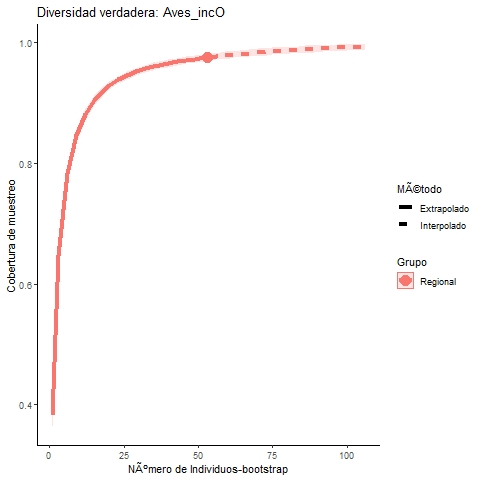 Diversidad verdadera: Aves_incO
1.0
0.8
0.6
0.4
Cobertura de muestreo
0
25
50
75
100
NÃºmero de Individuos-bootstrap
MÃ©todo
Extrapolado
Interpolado
Grupo
Regional